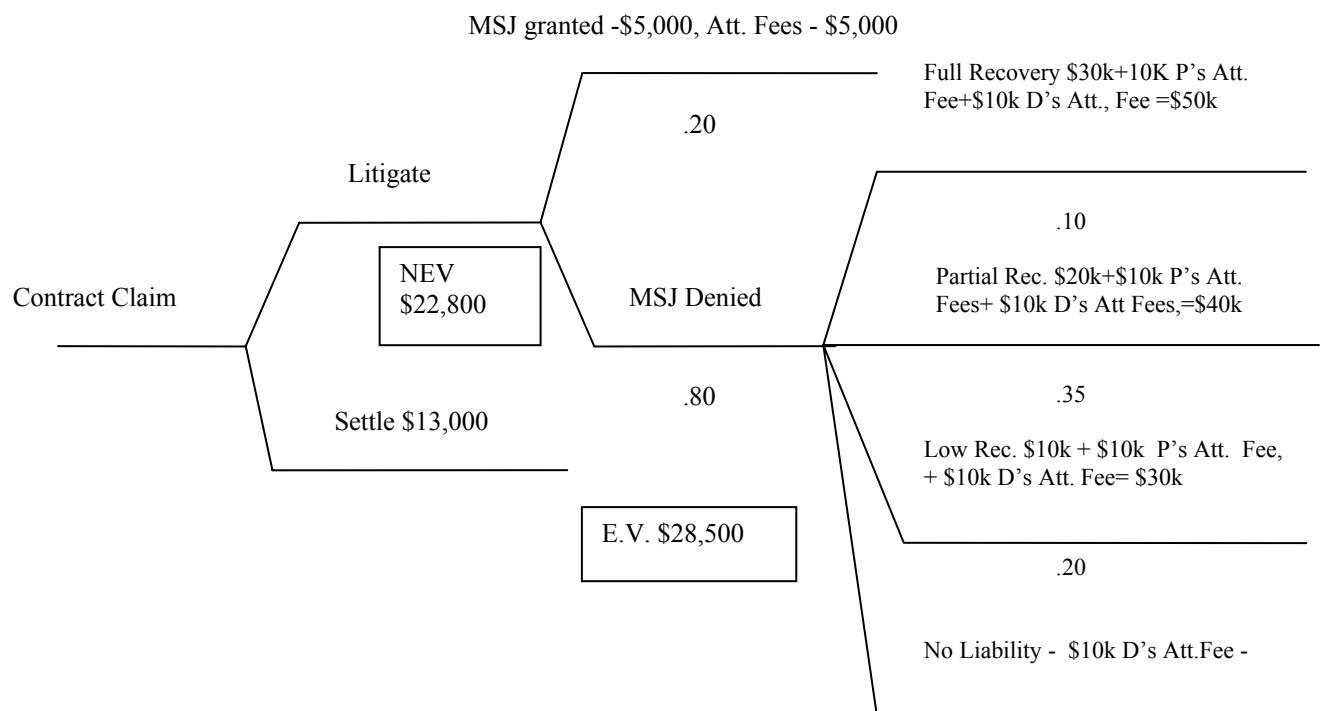 MSJ granted -$5,000, Att. Fees - $5,000
Full Recovery $30k+10K P’s Att.
Fee+$10k D’s Att., Fee =$50k
.20
Litigate
.10
NEV
$22,800
Contract Claim
MSJ Denied
Partial Rec. $20k+$10k P’s Att.
Fees+ $10k D’s Att Fees,=$40k
.80
.35
Settle $13,000
Low Rec. $10k + $10k P’s Att. Fee,
+ $10k D’s Att. Fee= $30k
E.V. $28,500
.20
No Liability - $10k D’s Att.Fee -